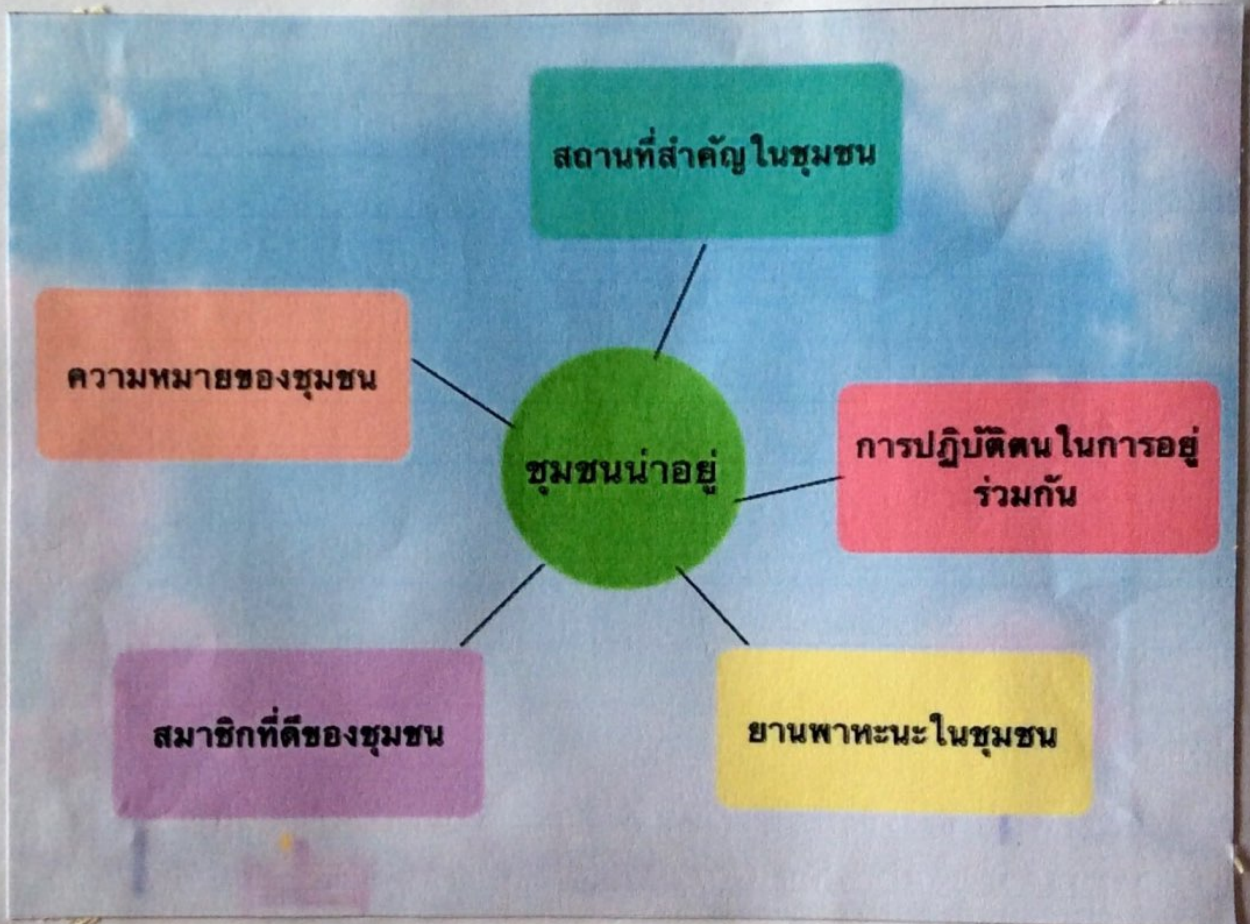 สถานที่สำคัญในชุมชน
ความหมายของชุมชน
ชุมชนน่าอยู่
การปฏิบัติตนในการอยู่
ร่วมกัน
สมาชิกที่ดีของชุมชน
ยานพาหะนะในชุมชน